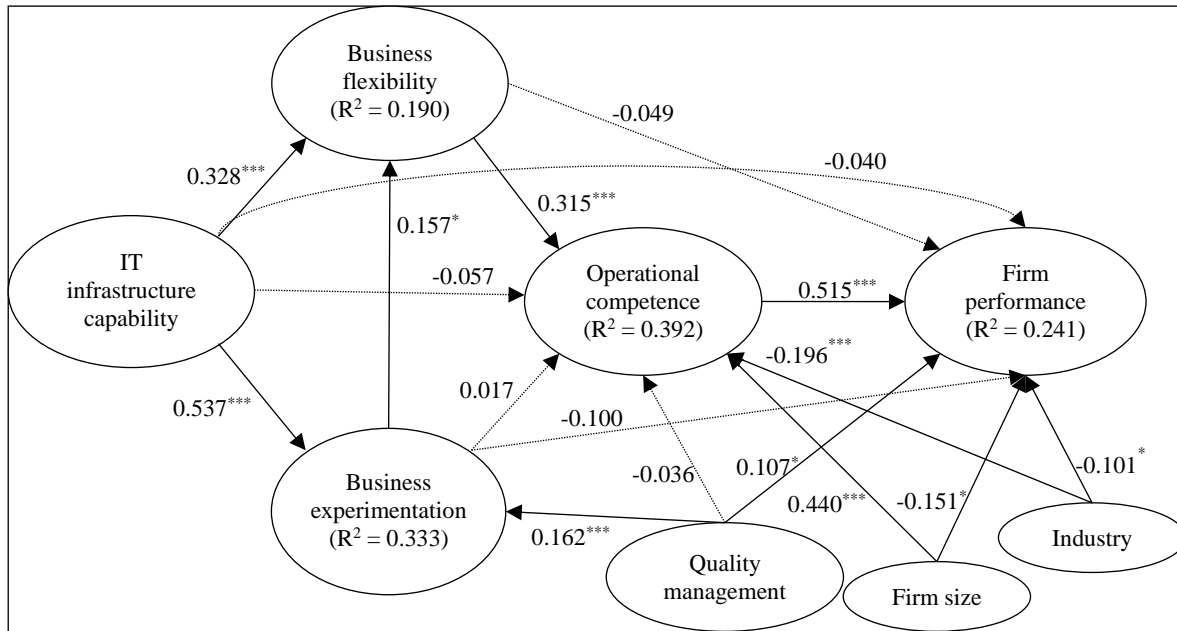 Business
flexibility
(R² = 0.190)
-0.049
-0.040
0.328***
0.157*
0.315***
IT
infrastructure
capability
-0.057
Operational
competence
(R² = 0.392)
0.515***
Firm
performance
(R² = 0.241)
-0.196***
0.537***
0.017
-0.100
Business
experimentation
(R² = 0.333)
-0.036
0.107*
0.440***
-0.151*
-0.101*
0.162***
Quality
management
Firm size
Industry